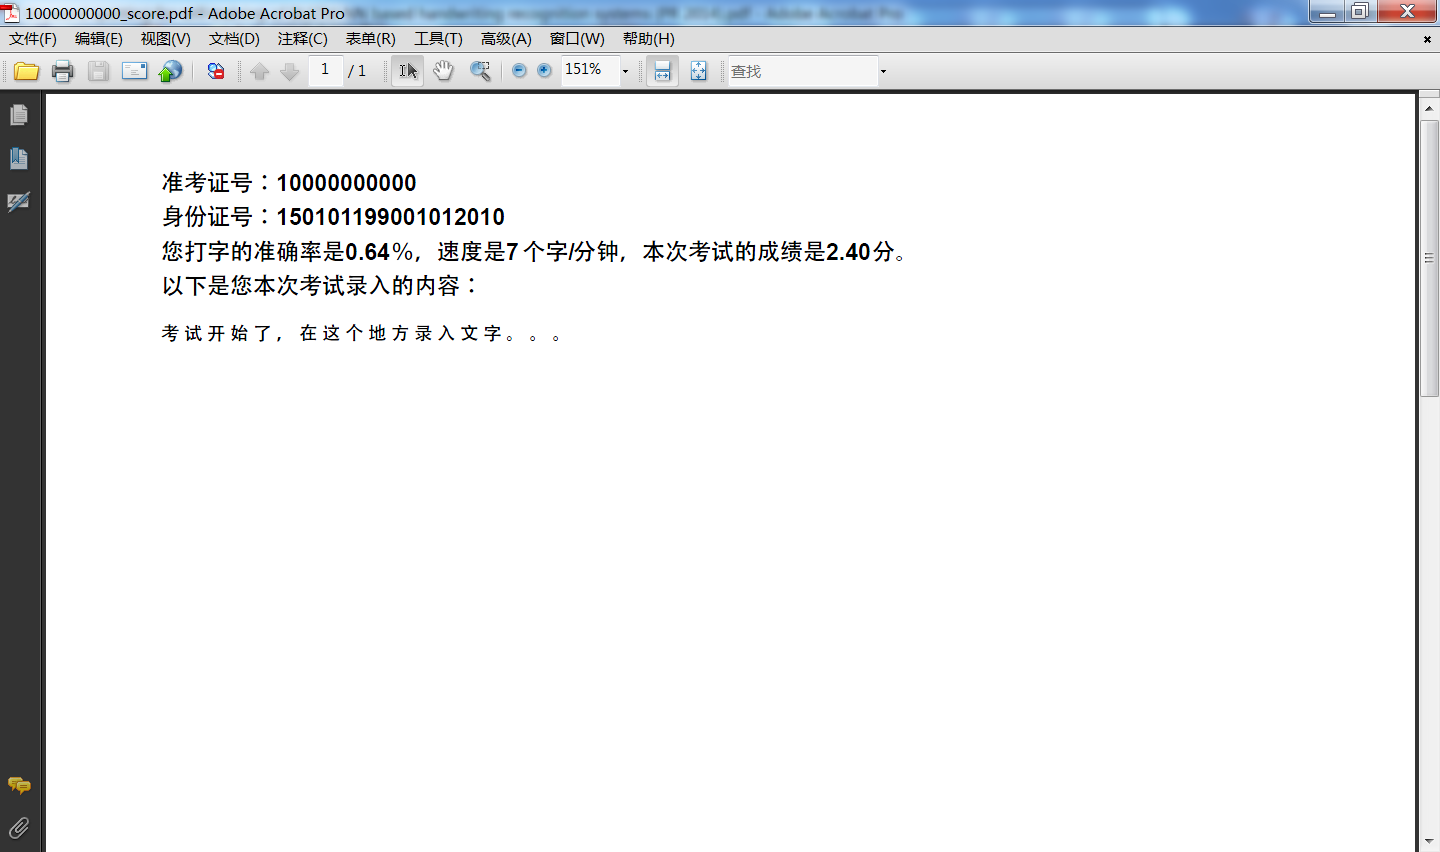 10000000000_score.pdf - Adobe Acrobat Pro
文件(F) 编辑(E) 视图(V) 文档(D) 注释(C) 表单(R) 工具(T) 高级(A) 窗口(W) 帮助(H)
1 / 1 151% 查找
准考证号：10000000000
身份证号：150101199001012010
您打字的准确率是0.64%，速度是7个字/分钟，本次考试的成绩是2.40分。
以下是您本次考试录入的内容：
考试开始了，在这个地方录入文字。。。